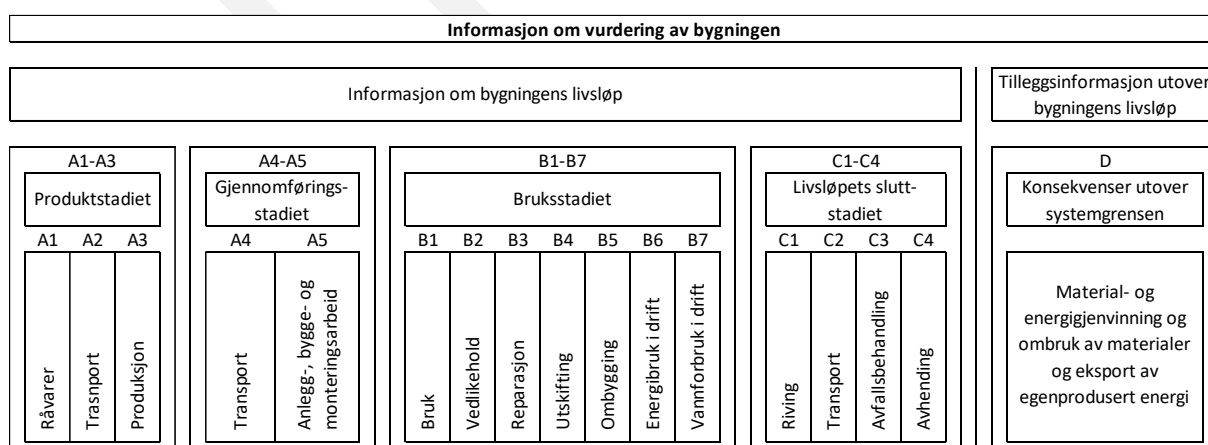 Informasjon om vurdering av bygningen
Informasjon om bygningens livsløp
Tilleggsinformasjon utover
bygningens livsløp
A1-A3
Produktstadiet
A1 A2 A3
Råvarer
Trasnport
Produksjon
A4-A5
Gjennomførings-
stadiet
A4 A5
Transport
Anlegg-, bygge- og
monteringsarbeid
B1-B7
Bruksstadiet
B1 B2 B3 B4 B5 B6 B7
Bruk
Vedlikehold
Reparasjon
Utskifting
Ombygging
Energibruk i drift
Vannforbruk i drift
C1-C4
Livsløpets slutt-
stadiet
C1 C2 C3 C4
Riving
Transport
Avfallsbehandling
Avhending
D
Konsekvenser utover
systemgrensen
Material- og
energigjenvinning og
ombruk av materialer
og eksport av
egenprodusert energi